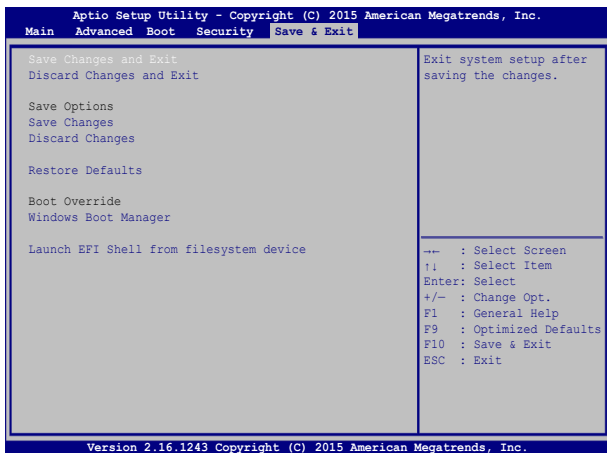 Aptio Setup Utility - Copyright (C) 2015 American Megatrends, Inc.
Main Advanced Boot Security Save & Exit
Save Changes and Exit
Discard Changes and Exit
Save Options
Save Changes
Discard Changes
Restore Defaults
Boot Override
Windows Boot Manager
Launch EFI Shell from filesystem device
Exit system setup after
saving the changes.
→← : Select Screen
↑↓ : Select Item
Enter: Select
+/— : Change Opt.
F1 : General Help
F9 : Optimized Defaults
F10 : Save & Exit
ESC : Exit
Version 2.16.1243 Copyright (C) 2015 American Megatrends, Inc.